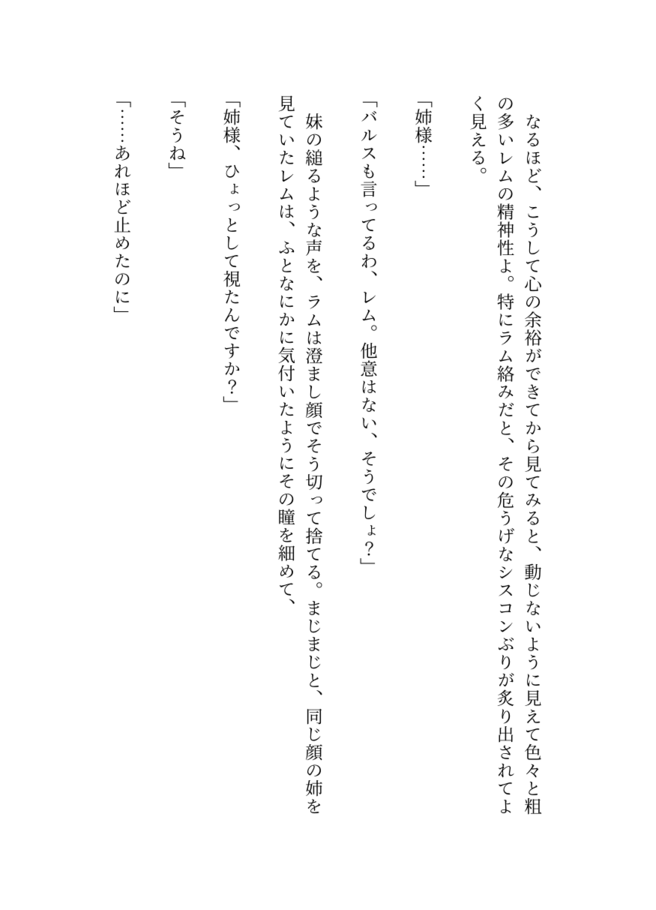 なるほど、こうして心の余裕ができてから見てみると、動じないように見えて色々と粗
の多いレムの精神性よ。特にラム絡みだと、その危うげなシスコンぶりが炙り出されてよ
く見える。
「姉様……」
「バルスも言ってるわ、レム。他意はない、そうでしょ？」
妹の縋るような声を、ラムは澄まし顔でそう切って捨てる。まじまじと、同じ顔の姉を
見ていたレムは、ふとなにかに気付いたようにその瞳を細めて、
「姉様、ひょっとして視たんですか？」
「そうね」
「……あれほど止めたのに」